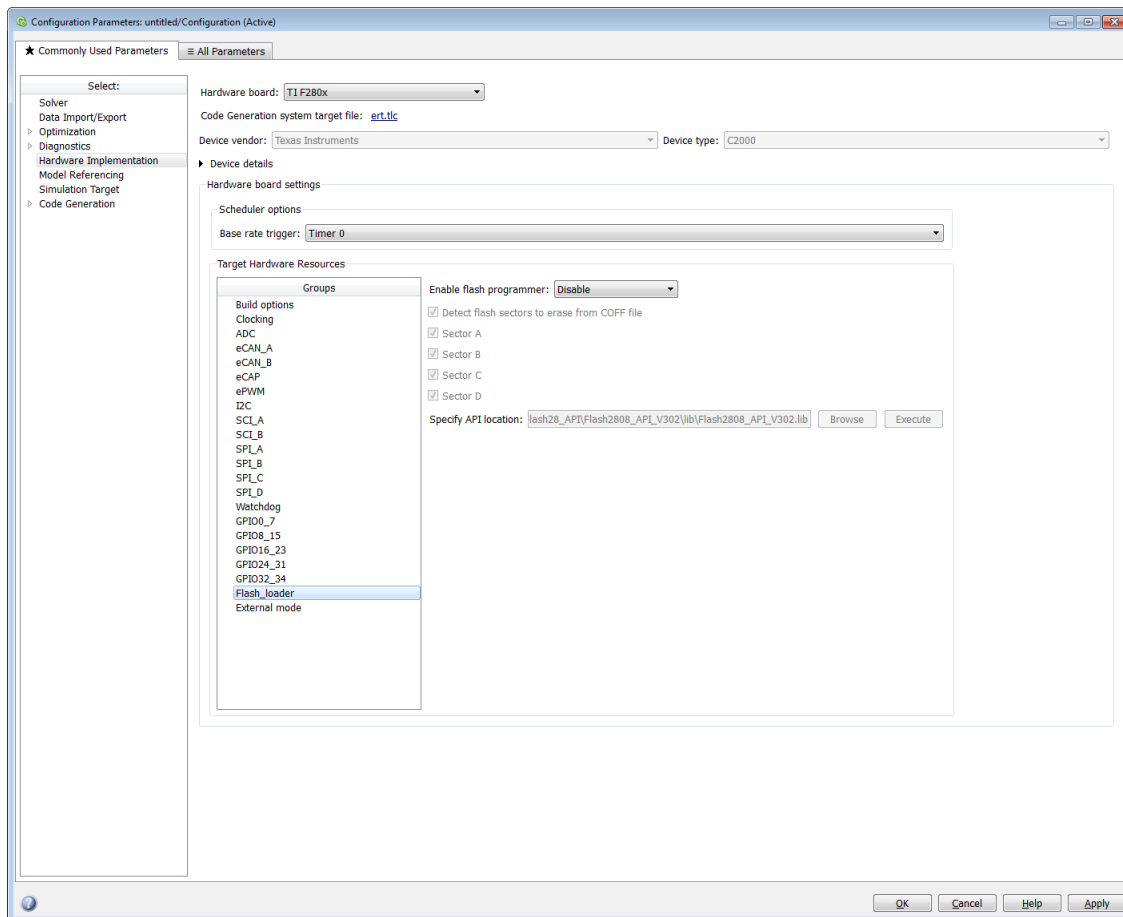 Configuration Parameters: untitled/Configuration (Active)
★ Commonly Used Parameters
≡ All Parameters
Select:
Solver
Data Import/Export
Optimization
Diagnostics
Hardware Implementation
Model Referencing
Simulation Target
Code Generation
Hardware board: TI F280x
Code Generation system target file: ert.tlc
Device vendor: Texas Instruments Device type: C2000
Device details
Hardware board settings
Scheduler options
Base rate trigger: Timer 0
Target Hardware Resources
Groups
Build options
Clocking
ADC
eCAN_A
eCAN_B
eCAP
ePWM
I2C
SCI_A
SCI_B
SPI_A
SPI_B
SPI_C
SPI_D
Watchdog
GPIO0_7
GPIO8_15
GPIO16_23
GPIO24_31
GPIO32_34
Flash_loader
External mode
Enable flash programmer: Disable
Detect flash sectors to erase from COFF file
Sector A
Sector B
Sector C
Sector D
Specify API location: lash28_API\Flash2808_API_V302\lib\Flash2808_API_V302.lib Browse Execute
OK Cancel Help Apply